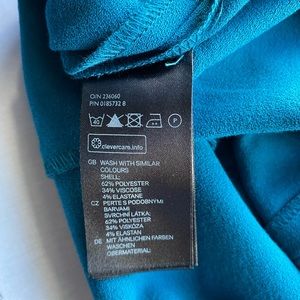 O/N 236060
P/N 0185732 B
40
P
clevercare.info
GB WASH WITH SIMILAR
COLOURS
SHELL:
62% POLYESTER
34% VISCOSE
4% ELASTANE
CZ PERTE S PODOBNÝMI
BARVAMI
SVRCHNÍ LÁTKA:
62% POLYESTER
34% VISKÓZA
4% ELASTAN
DE MIT ÄHNLICHEN FARBEN
WASCHEN
OBERMATERIAL: